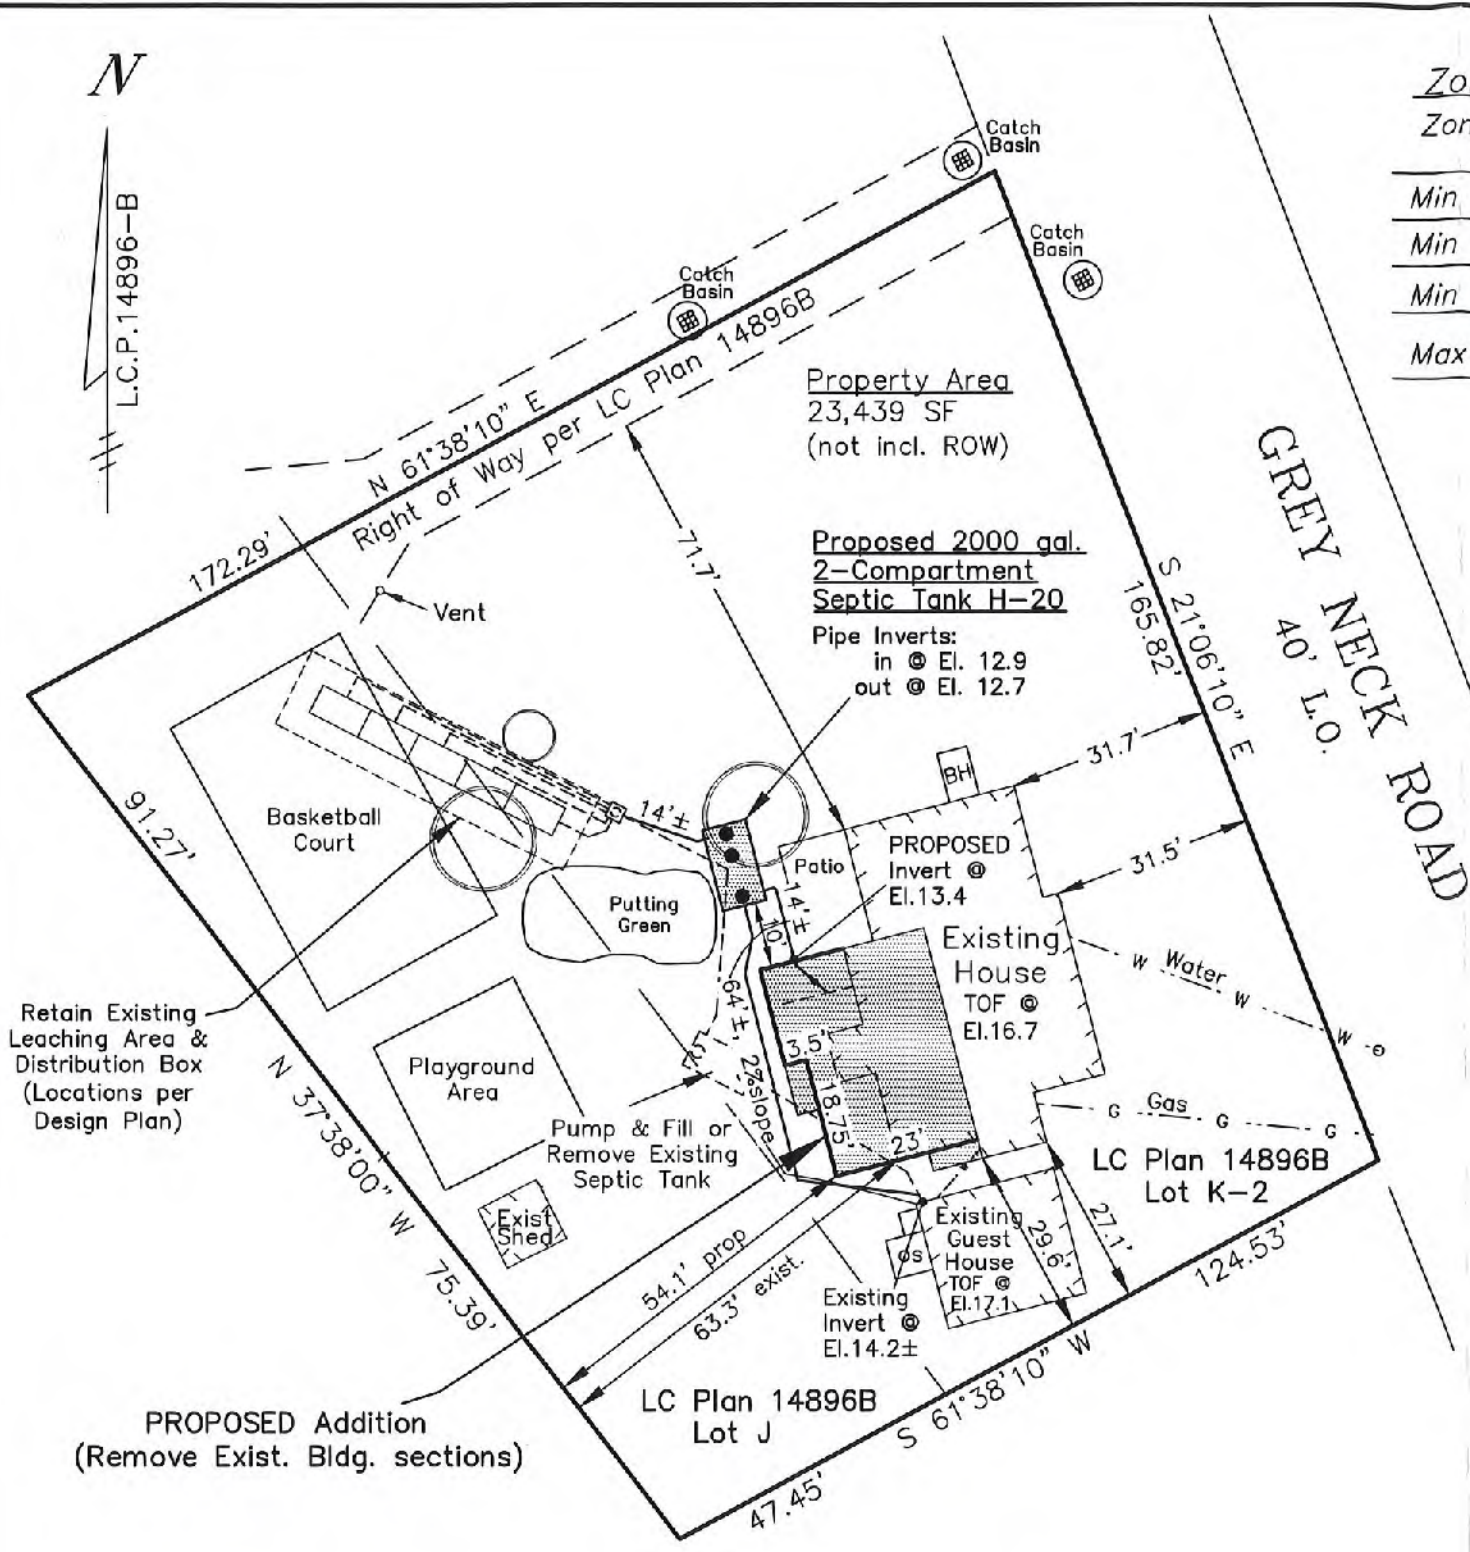 N
L.C.P.14896-B
Zo
Zon
Min
Min
Min
Max
Catch
Basin
Catch
Basin
Catch
Basin
N 61°38'10" E
172.29'
Right of Way per LC Plan 14896B
Property Area
23,439 SF
(not incl. ROW)
71.7'
Proposed 2000 gal.
2-Compartment
Septic Tank H-20
Pipe Inverts:
in @ El. 12.9
out @ El. 12.7
GREY NECK ROAD
40' L.O.
S 21°06'10" E
165.82'
Vent
31.7'
BH
14'±
Basketball
Court
31.5'
PROPOSED
Invert @
El.13.4
Patio
14'±
10'
Putting
Green
91.27'
Existing
House
TOF @
El.16.7
W Water W W
64'±, 2%slope
Retain Existing
Leaching Area &
Distribution Box
(Locations per
Design Plan)
Playground
Area
3.5'
18.75'
23'
G Gas G G
N 37°38'00" W
75.39'
Pump & Fill or
Remove Existing
Septic Tank
LC Plan 14896B
Lot K-2
Exist
Shed
Existing
Guest
House
TOF @
El.17.1
OS
29.6'
27.1'
54.1' prop
63.3' exist.
Existing
Invert @
El.14.2±
124.53'
S 61°38'10" W
LC Plan 14896B
Lot J
47.45'
PROPOSED Addition
(Remove Exist. Bldg. sections)